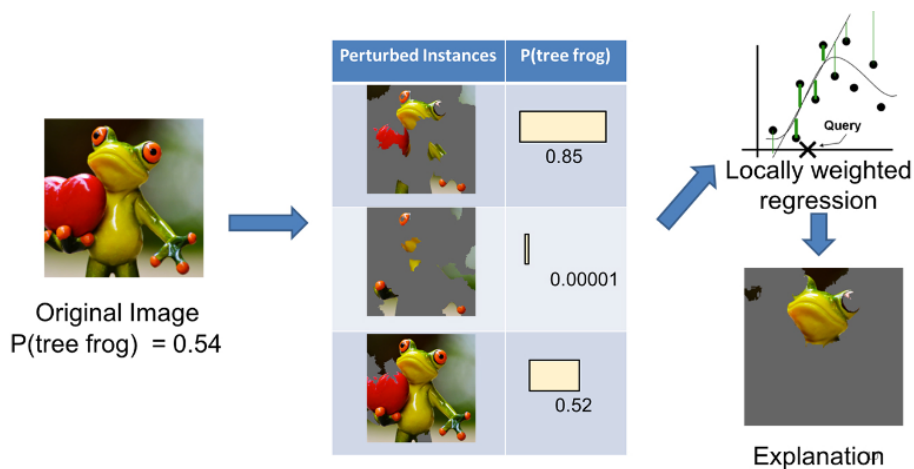 Original Image
P(tree frog) = 0.54
Perturbed Instances
P(tree frog)
0.85
0.00001
0.52
Query
Locally weighted
regression
Explanation